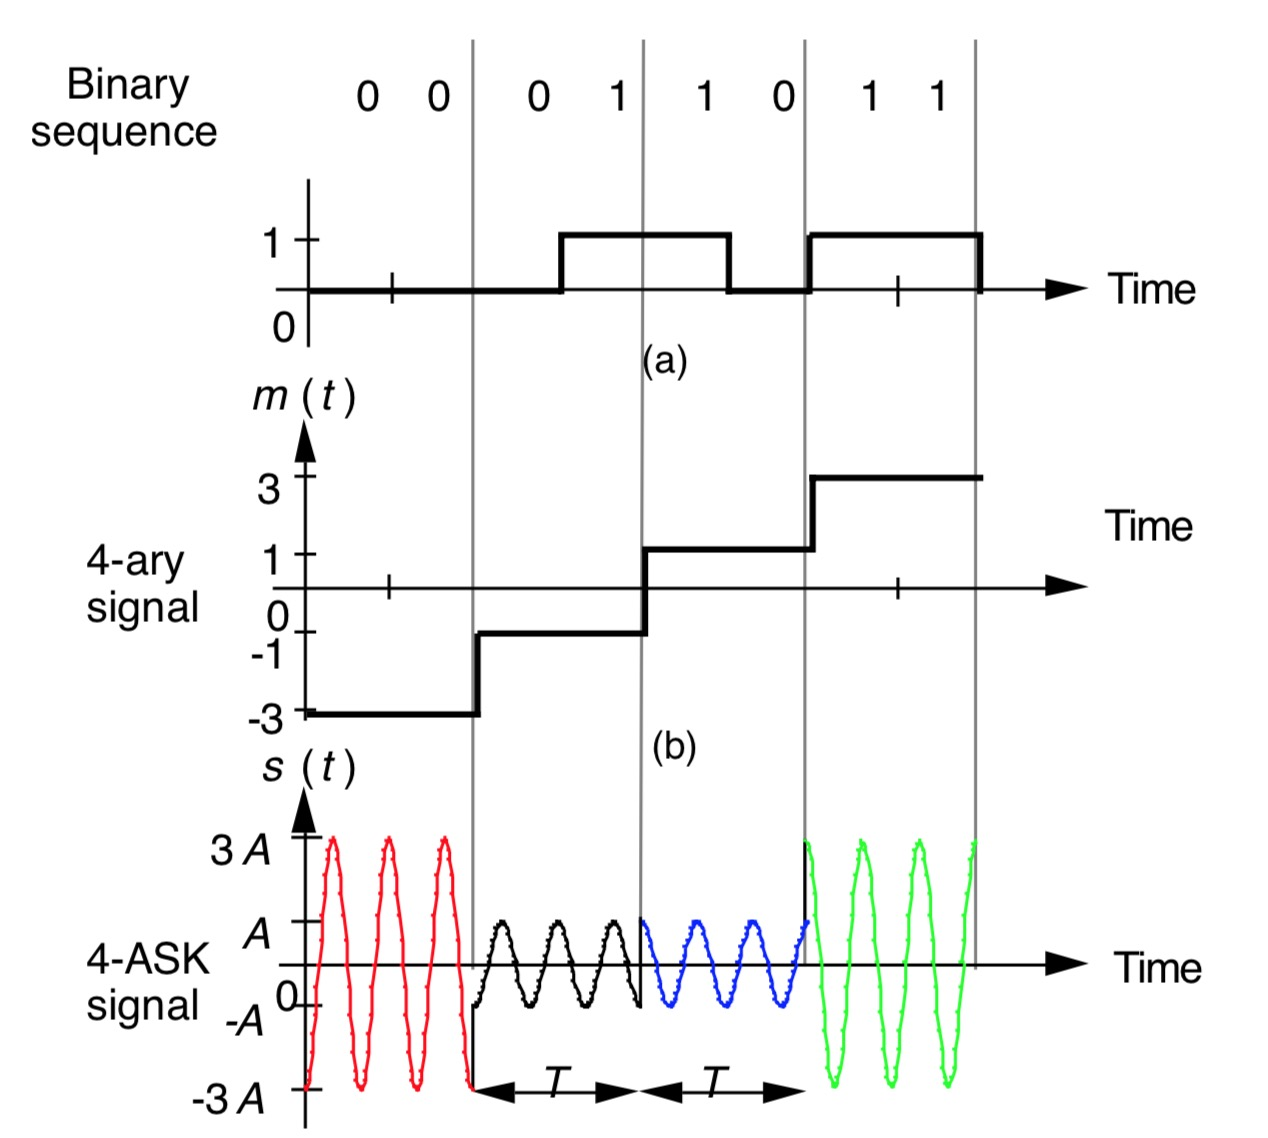 Binary
sequence
0 0 0 1 1 0 1 1
1
0
Time
(a)
m (t)
3
1
0
-1
-3
4-ary
signal
Time
(b)
s (t)
3 A
A
0
-A
-3 A
4-ASK
signal
Time
T T